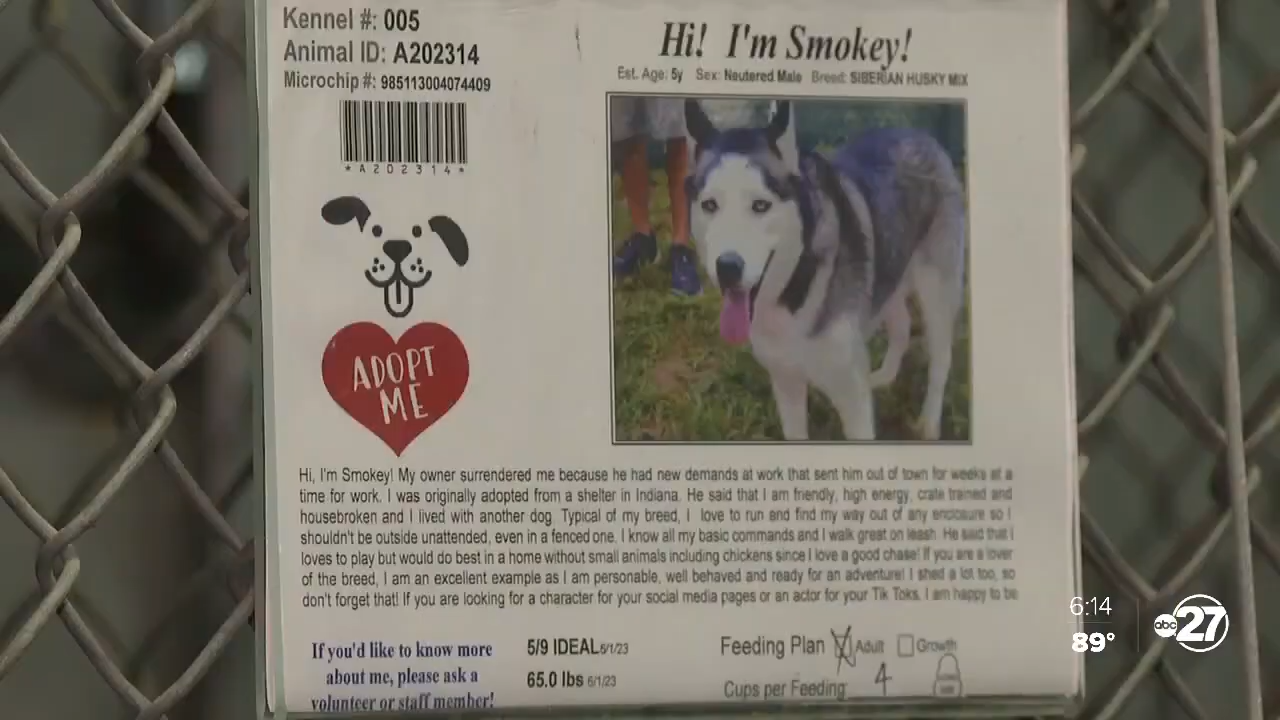 Kennel #: 005
Animal ID: A202314
Microchip #: 985113004074409
*A202314*
ADOPT
ME
Hi! I'm Smokey!
Est. Age: 5y Sex: Neutered Male Breed: SIBERIAN HUSKY MIX
Hi, I'm Smokey! My owner surrendered me because he had new demands at work that sent him out of town for weeks at a
time for work. I was originally adopted from a shelter in Indiana. He said that I am friendly, high energy, crate trained and
housebroken and I lived with another dog. Typical of my breed, I love to run and find my way out of any enclosure so I
shouldn't be outside unattended, even in a fenced one. I know all my basic commands and I walk great on leash. He said that I
loves to play but would do best in a home without small animals including chickens since I love a good chase! If you are a lover
of the breed, I am an excellent example as I am personable, well behaved and ready for an adventure! I shed a lot too, so
don't forget that! If you are looking for a character for your social media pages or an actor for your Tik Toks, I am happy to be
If you'd like to know more
about me, please ask a
volunteer or staff member!
5/9 IDEAL 6/1/23
65.0 lbs 6/1/23
Feeding Plan Adult Growth
Cups per Feeding: 4
6:14
89°
abc 27